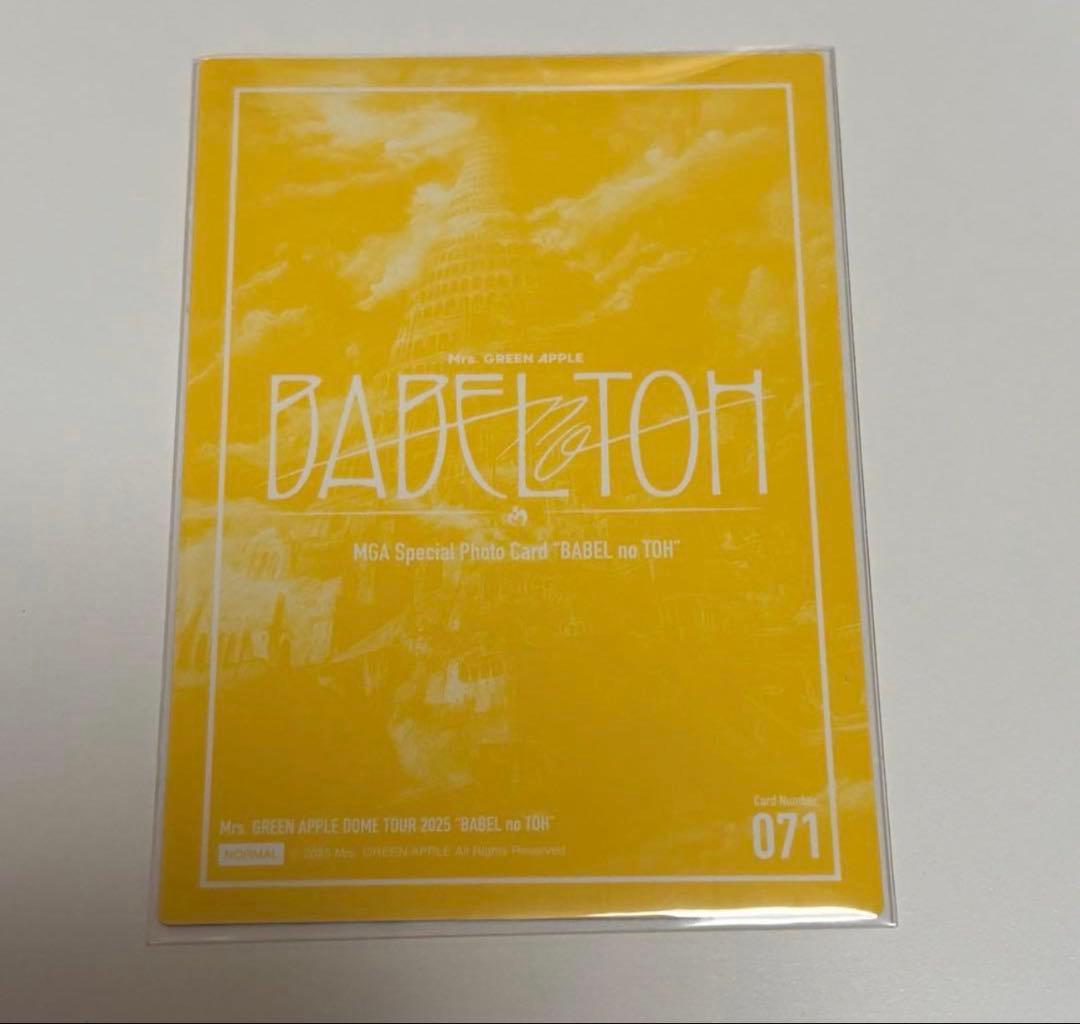 Mrs. GREEN APPLE
BABEL no TOH
MGA Special Photo Card "BABEL no TOH"
Card Number
071
Mrs. GREEN APPLE DOME TOUR 2025 "BABEL no TOH"
NORMAL © 2025 Mrs. GREEN APPLE All Rights Reserved